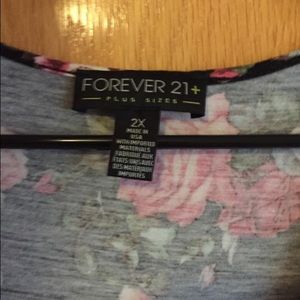 FOREVER 21+
PLUS SIZES
2X
MADE IN
USA
WITH IMPORTED
MATERIALS
FABRIQUE AUX
ETATS-UNIS AVEC
DES MATERIAUX
IMPORTES